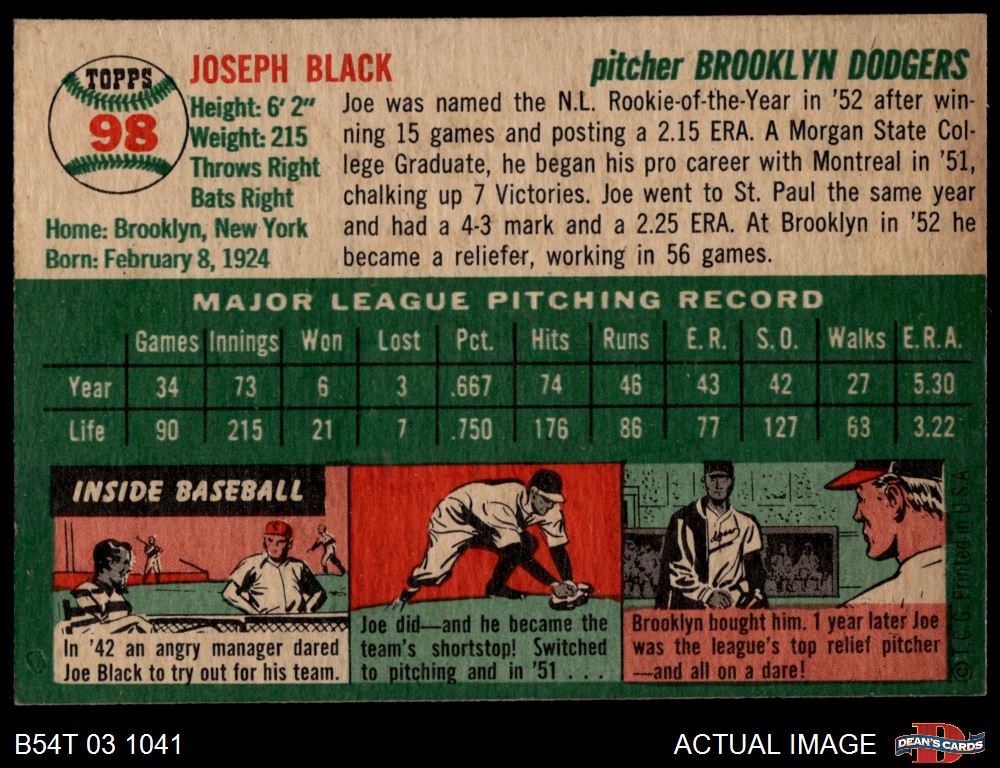 TOPPS
98
JOSEPH BLACK
pitcher BROOKLYN DODGERS
Height: 6' 2"
Weight: 215
Throws Right
Bats Right
Home: Brooklyn, New York
Born: February 8, 1924
Joe was named the N.L. Rookie-of-the-Year in '52 after win-
ning 15 games and posting a 2.15 ERA. A Morgan State Col-
lege Graduate, he began his pro career with Montreal in '51,
chalking up 7 Victories. Joe went to St. Paul the same year
and had a 4-3 mark and a 2.25 ERA. At Brooklyn in '52 he
became a reliefer, working in 56 games.
MAJOR LEAGUE PITCHING RECORD
Games Innings Won Lost Pct. Hits Runs E.R. S.O. Walks E.R.A.
Year 34 73 6 3 .667 74 46 43 42 27 5.30
Life 90 215 21 7 .750 176 86 77 127 63 3.22
INSIDE BASEBALL
In '42 an angry manager dared
Joe Black to try out for his team.
Joe did—and he became the
team's shortstop! Switched
to pitching and in '51 . . .
Brooklyn bought him. 1 year later Joe
was the league's top relief pitcher
—and all on a dare!
©T.C.G. Printed in U.S.A.
B54T 03 1041
ACTUAL IMAGE
D
DEAN'S CARDS